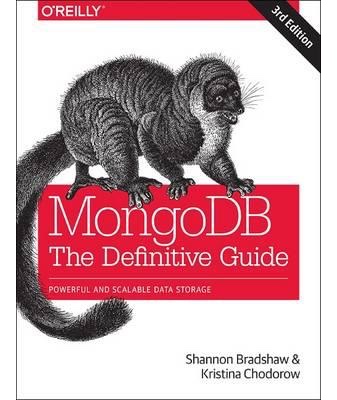 O'REILLY®
3rd Edition
MongoDB
The Definitive Guide
POWERFUL AND SCALABLE DATA STORAGE
Shannon Bradshaw &
Kristina Chodorow